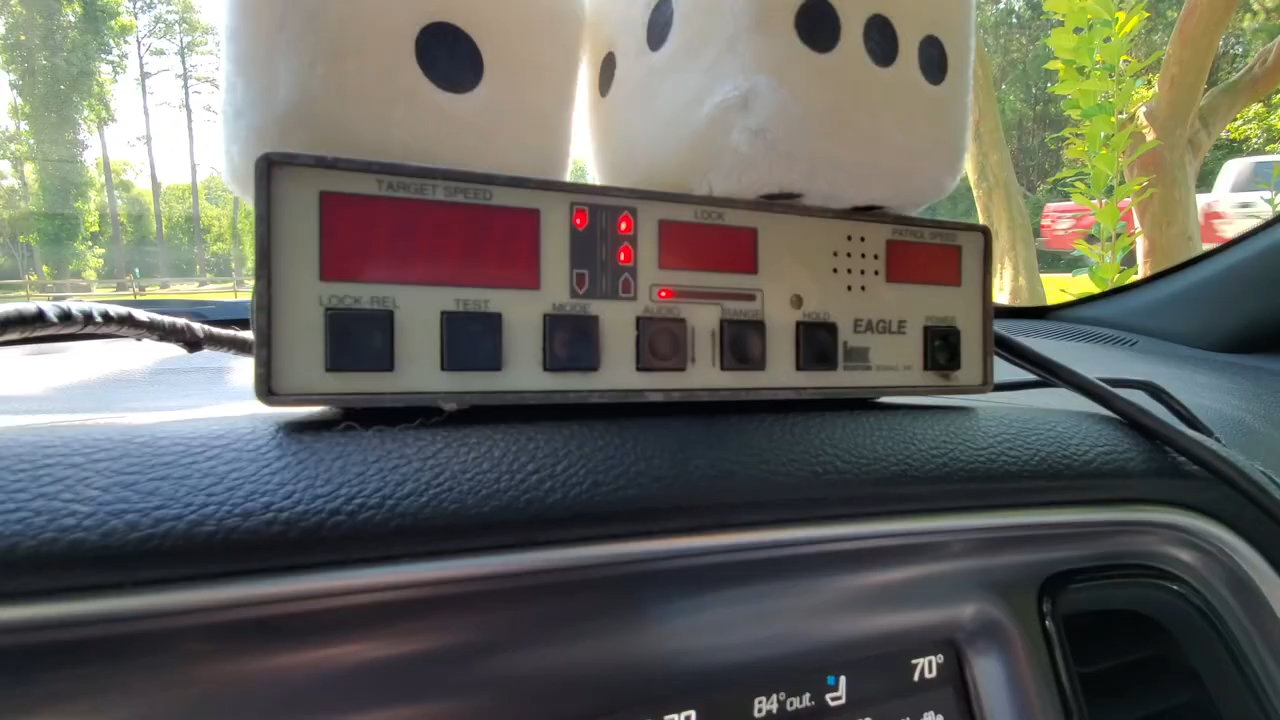 TARGET SPEED
LOCK
PATROL SPEED
LOCK-REL
TEST
MODE
AUDIO
RANGE
HOLD
EAGLE
POWER
84°out.
70°